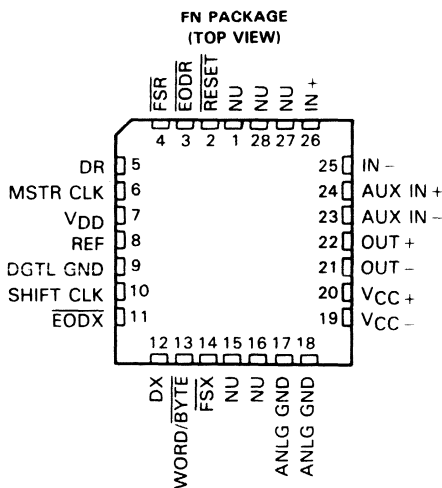 FN PACKAGE
(TOP VIEW)
FSR
EODR
RESET
NU
NU
NU
IN +
4 3 2 1 28 27 26
DR 5
MSTR CLK 6
VDD 7
REF 8
DGTL GND 9
SHIFT CLK 10
EODX 11
25 IN −
24 AUX IN +
23 AUX IN −
22 OUT +
21 OUT −
20 VCC +
19 VCC −
12 13 14 15 16 17 18
DX
WORD/BYTE
FSX
NU
NU
ANLG GND
ANLG GND